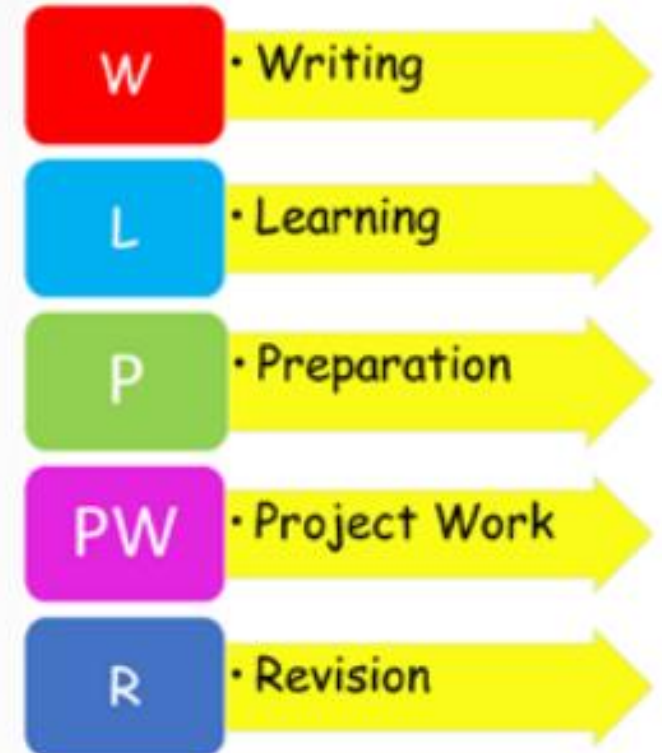 W
• Writing
L
• Learning
P
• Preparation
PW
• Project Work
R
• Revision